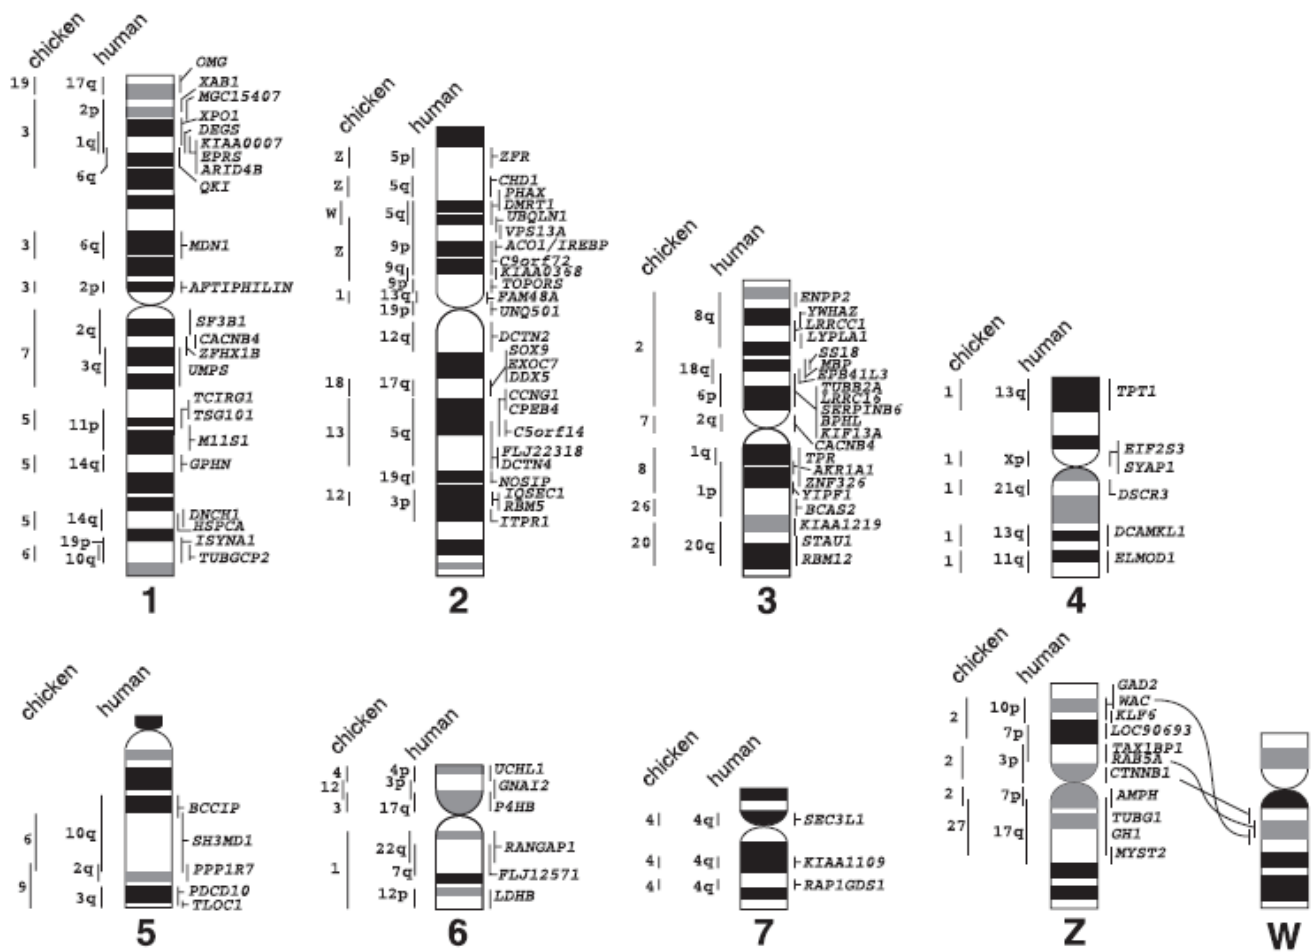 chicken
human
19
17q
OMG
XAB1
MGC15407
2p
XPO1
3
DEGS
1q
KIAA0007
EPRS
ARID4B
6q
QKI
3
6q
MDN1
3
2p
AFTIPHILIN
SF3B1
2q
CACNB4
7
ZFHX1B
3q
UMPS
TCIRG1
5
11p
TSG101
M11S1
5
14q
GPHN
5
14q
DNCH1
HSPCA
19p
ISYNA1
6
10q
TUBGCP2
1
chicken
human
Z
5p
ZFR
Z
5q
CHD1
PHAX
W
5q
DMRT1
UBQLN1
VPS13A
Z
9p
ACO1/IREBP
C9orf72
9q
KIAA0368
9p
TOPORS
1
13q
FAM48A
19p
UNQ501
12q
DCTN2
SOX9
EXOC7
18
17q
DDX5
CCNG1
CPEB4
13
5q
C5orf14
FLJ22318
DCTN4
19q
NOSIP
12
3p
IQSEC1
RBM5
ITPR1
2
chicken
human
ENPP2
8q
YWHAZ
LRRCC1
LYPLA1
2
SS18
18q
MBP
EPB41L3
TUBB2A
6p
LRRC16
SERPINB6
7
2q
BPHL
KIF13A
CACNB4
1q
TPR
8
AKR1A1
ZNF326
1p
YIPF1
26
BCAS2
KIAA1219
20
20q
STAU1
RBM12
3
chicken
human
1
13q
TPT1
EIF2S3
1
Xp
SYAP1
1
21q
DSCR3
1
13q
DCAMKL1
1
11q
ELMOD1
4
chicken
human
BCCIP
6
10q
SH3MD1
2q
PPP1R7
9
3q
PDCD10
TLOC1
5
chicken
human
4
4p
UCHL1
12
3p
GNAI2
3
17q
P4HB
22q
RANGAP1
1
7q
FLJ12571
12p
LDHB
6
chicken
human
4
4q
SEC3L1
4
4q
KIAA1109
4
4q
RAP1GDS1
7
chicken
human
GAD2
10p
WAC
2
KLF6
7p
LOC90693
TAX1BP1
2
3p
RAB5A
CTNNB1
2
7p
AMPH
27
17q
TUBG1
GH1
MYST2
Z
W